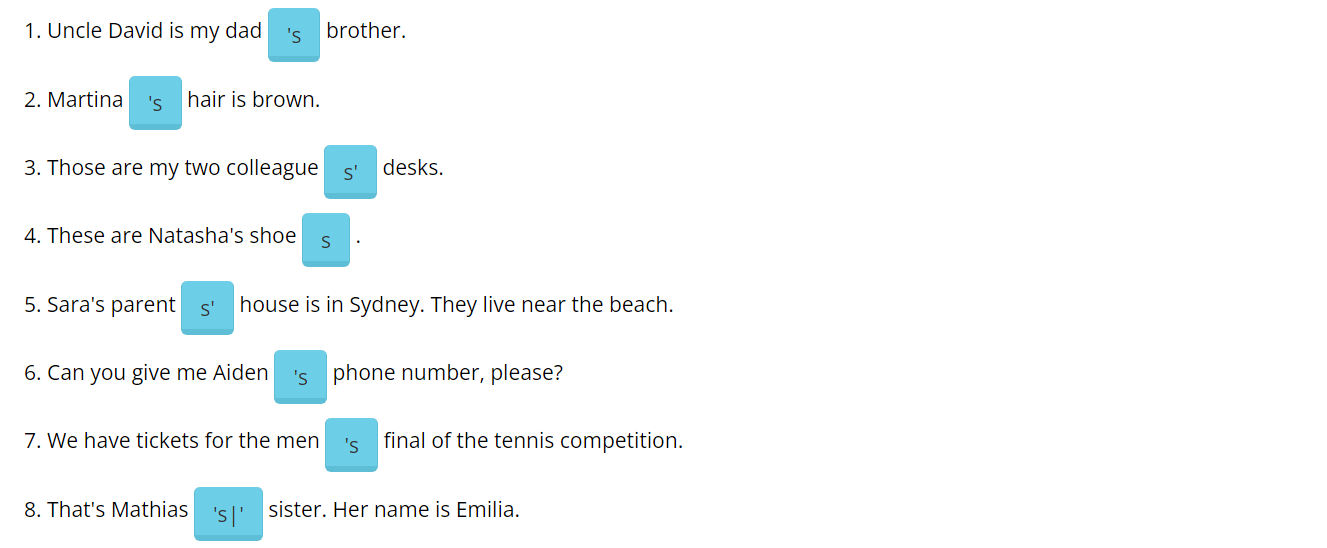 1. Uncle David is my dad 's brother.
2. Martina 's hair is brown.
3. Those are my two colleague s' desks.
4. These are Natasha's shoe s .
5. Sara's parent s' house is in Sydney. They live near the beach.
6. Can you give me Aiden 's phone number, please?
7. We have tickets for the men 's final of the tennis competition.
8. That's Mathias 's|' sister. Her name is Emilia.